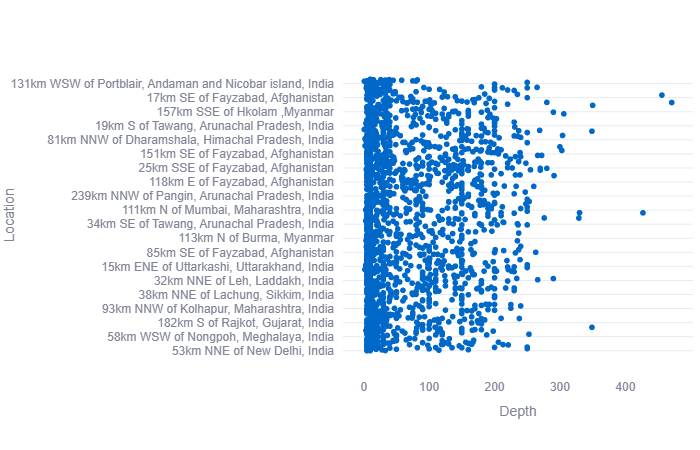 131km WSW of Portblair, Andaman and Nicobar island, India
17km SE of Fayzabad, Afghanistan
157km SSE of Hkolam ,Myanmar
19km S of Tawang, Arunachal Pradesh, India
81km NNW of Dharamshala, Himachal Pradesh, India
151km SE of Fayzabad, Afghanistan
25km SSE of Fayzabad, Afghanistan
118km E of Fayzabad, Afghanistan
239km NNW of Pangin, Arunachal Pradesh, India
111km N of Mumbai, Maharashtra, India
34km SE of Tawang, Arunachal Pradesh, India
113km N of Burma, Myanmar
85km SE of Fayzabad, Afghanistan
15km ENE of Uttarkashi, Uttarakhand, India
32km NNE of Leh, Laddakh, India
38km NNE of Lachung, Sikkim, India
93km NNW of Kolhapur, Maharashtra, India
182km S of Rajkot, Gujarat, India
58km WSW of Nongpoh, Meghalaya, India
53km NNE of New Delhi, India
Location
0 100 200 300 400
Depth